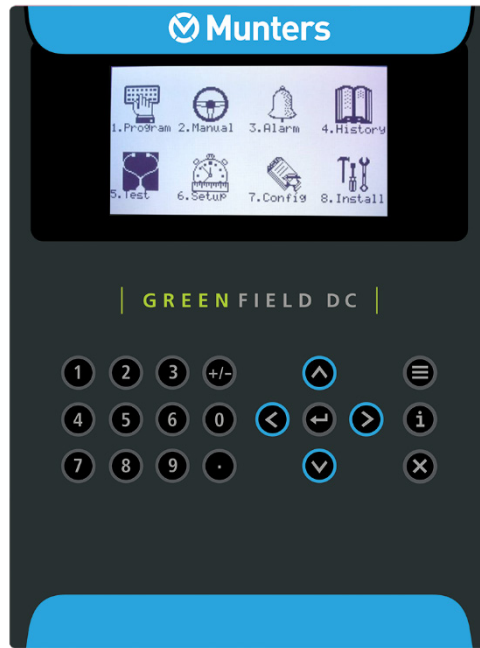 Munters
1.Program 2.Manual 3.Alarm 4.History
5.Test 6.Setup 7.Config 8.Install
GREENFIELD DC
1 2 3 +/-
4 5 6 0 i
7 8 9 .